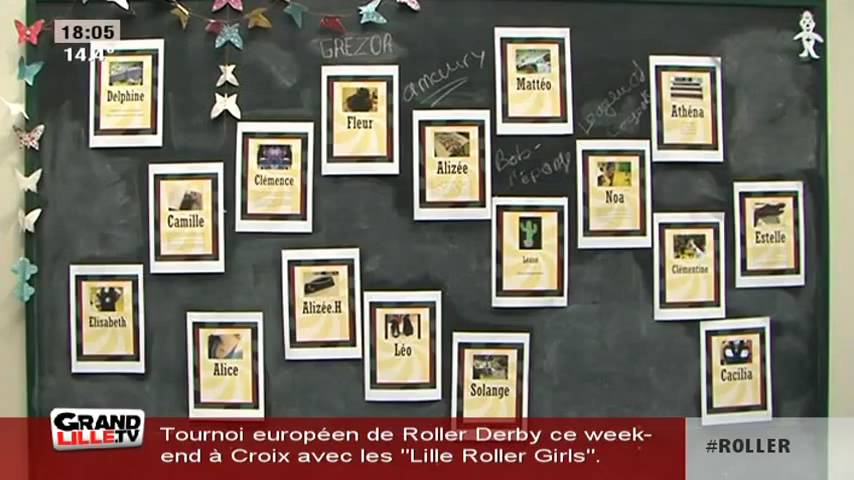 18:05
14.4°
GREZOR
amaury
Delphine
Fleur
Mattéo
Athéna
Clémence
Alizée
Bob-
l'éponge
Noa
Camille
Estelle
Clémentine
Elisabeth
Alizée.H
Léo
Alice
Solange
Cacilia
GRAND
LILLE.TV
Tournoi européen de Roller Derby ce week-
end à Croix avec les "Lille Roller Girls".
#ROLLER